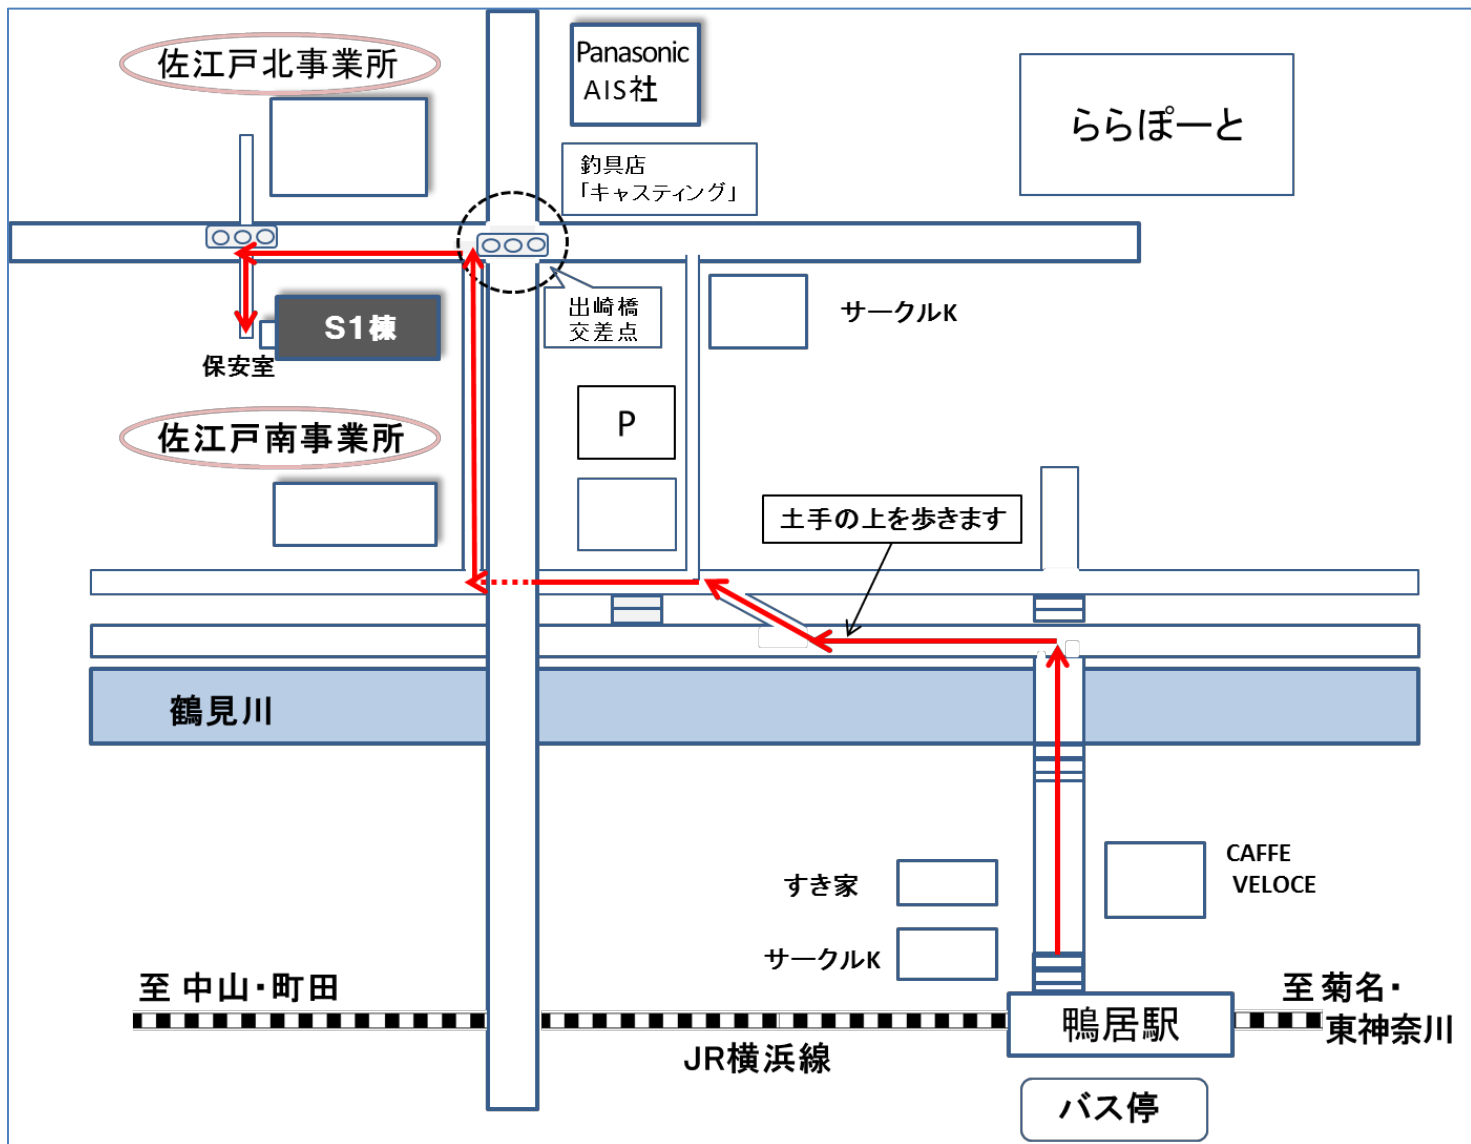 佐江戸北事業所
Panasonic
AIS社
ららぽーと
釣具店
「キャスティング」
出崎橋
交差点
サークルK
S1棟
保安室
P
佐江戸南事業所
土手の上を歩きます
鶴見川
すき家
CAFFE
VELOCE
サークルK
至 中山・町田
至 菊名・
東神奈川
鴨居駅
JR横浜線
バス停